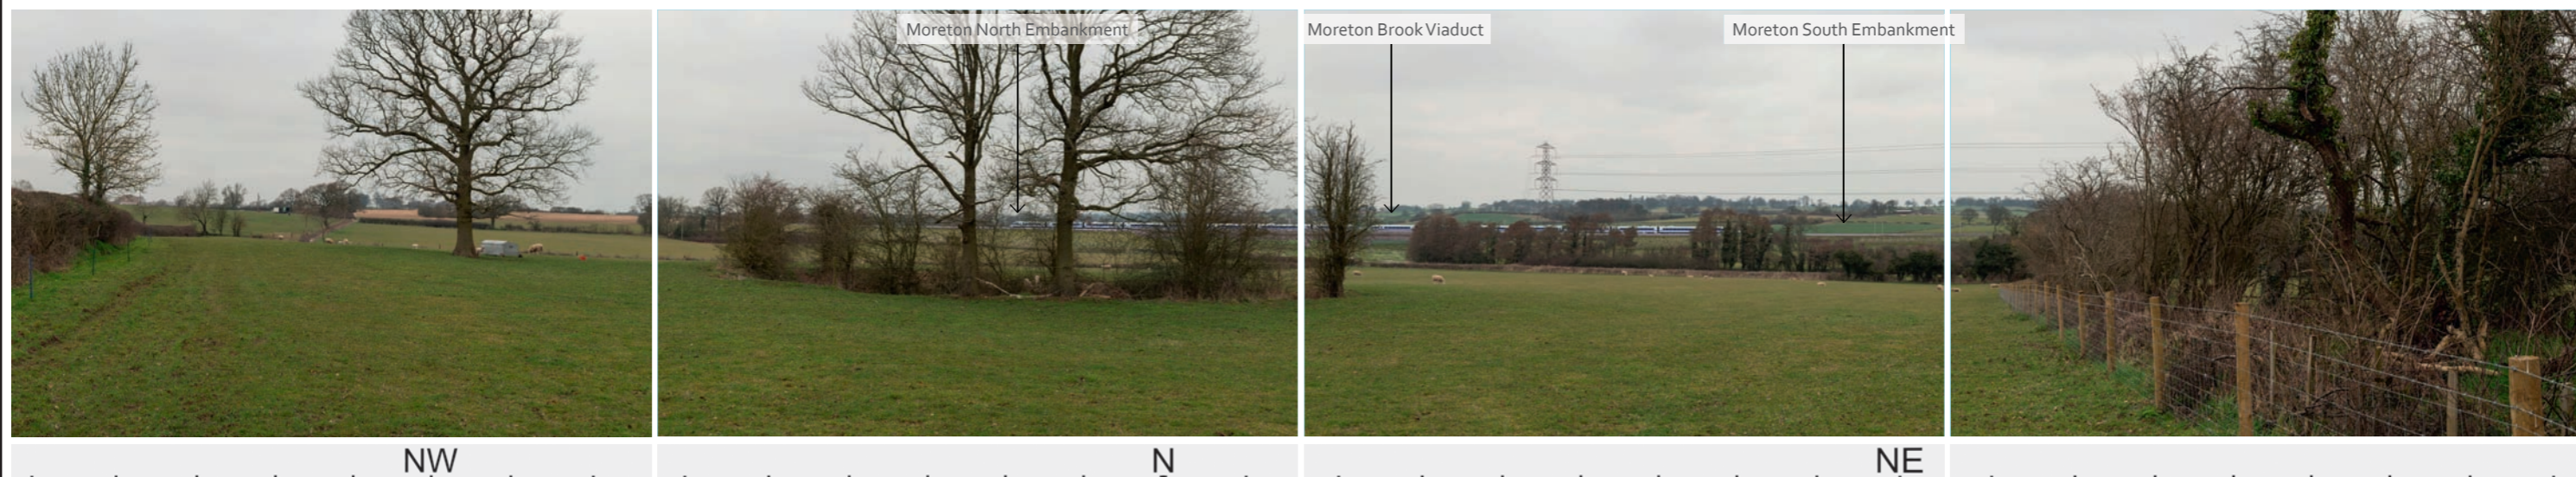 Moreton North Embankment
Moreton Brook Viaduct
Moreton South Embankment
NW
N
NE